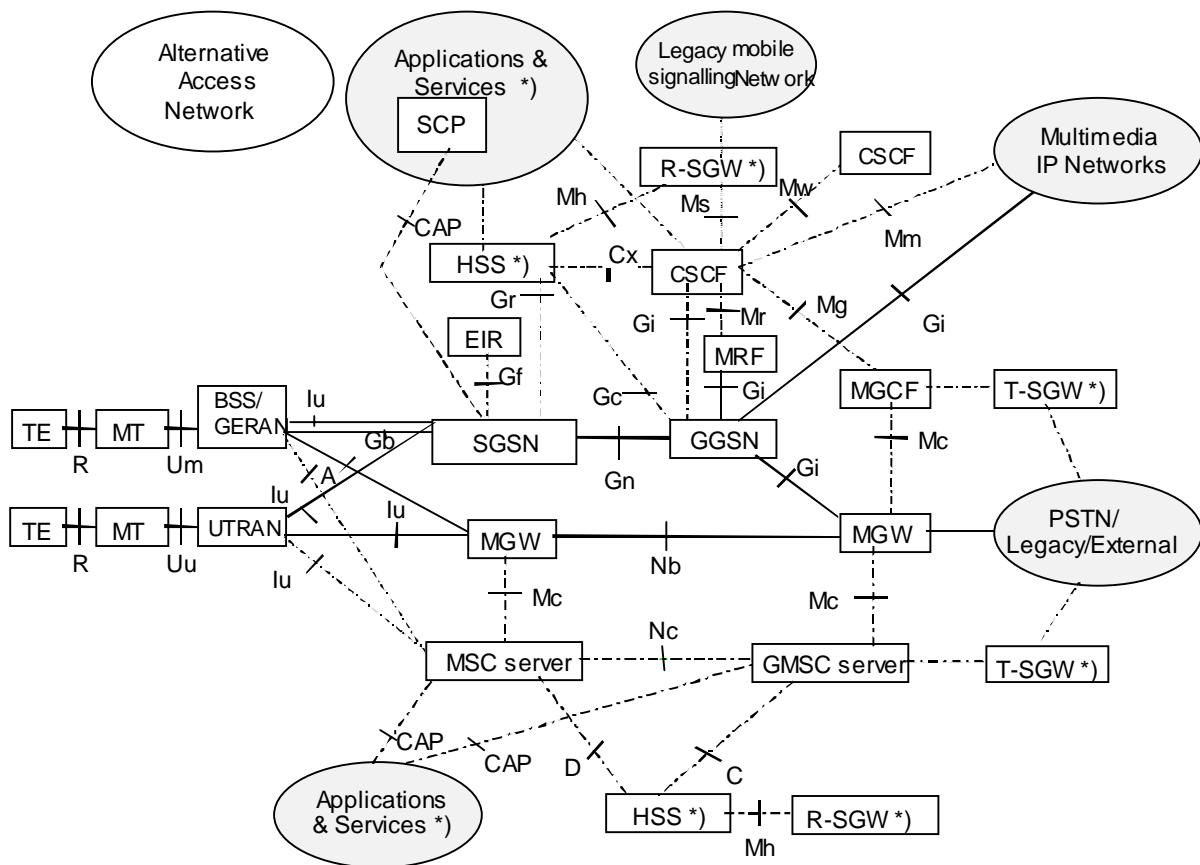 Alternative
Access
Network
Applications &
Services *)
SCP
Legacy mobile
signalling Network
Multimedia
IP Networks
CSCF
R-SGW *)
Mh
Ms
Mw
Mm
CAP
HSS *)
Cx
CSCF
Gr
Gi
Mr
Mg
Gi
EIR
Gf
MRF
Gc
Gi
MGCF
T-SGW *)
BSS/
GERAN
Iu
TE
MT
SGSN
GGSN
R
Um
Gb
A
Gn
Gi
Mc
Iu
Iu
TE
MT
UTRAN
MGW
MGW
PSTN/
Legacy/External
R
Uu
Iu
Nb
Mc
Mc
Nc
MSC server
GMSC server
T-SGW *)
CAP
CAP
D
C
Applications
& Services *)
HSS *)
R-SGW *)
Mh